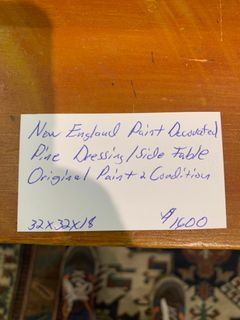 New England Paint Decorated
Pine Dressing/Side Table
Original Paint & Condition
32x32x18 $1600